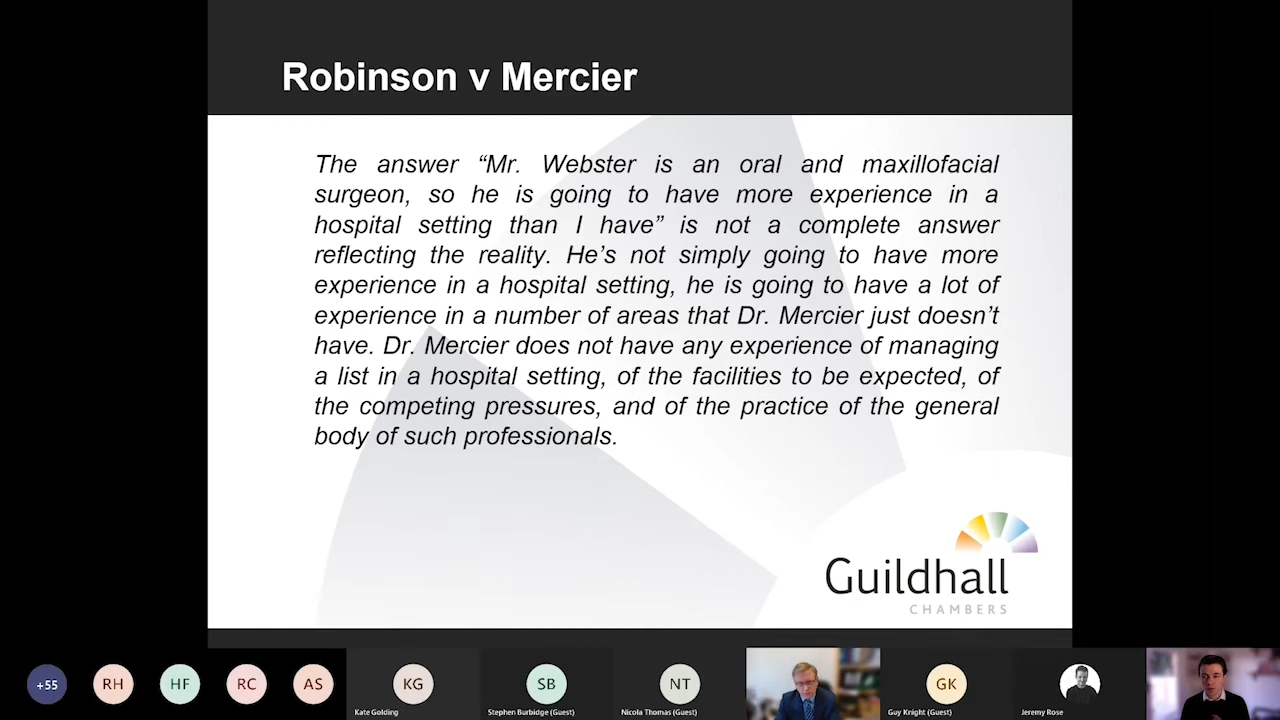 Robinson v Mercier
The answer “Mr. Webster is an oral and maxillofacial
surgeon, so he is going to have more experience in a
hospital setting than I have” is not a complete answer
reflecting the reality. He’s not simply going to have more
experience in a hospital setting, he is going to have a lot of
experience in a number of areas that Dr. Mercier just doesn’t
have. Dr. Mercier does not have any experience of managing
a list in a hospital setting, of the facilities to be expected, of
the competing pressures, and of the practice of the general
body of such professionals.
Guildhall
CHAMBERS
+55
RH
HF
RC
AS
KG
Kate Golding
SB
Stephen Burbidge (Guest)
NT
Nicola Thomas (Guest)
GK
Guy Knight (Guest)
Jeremy Rose